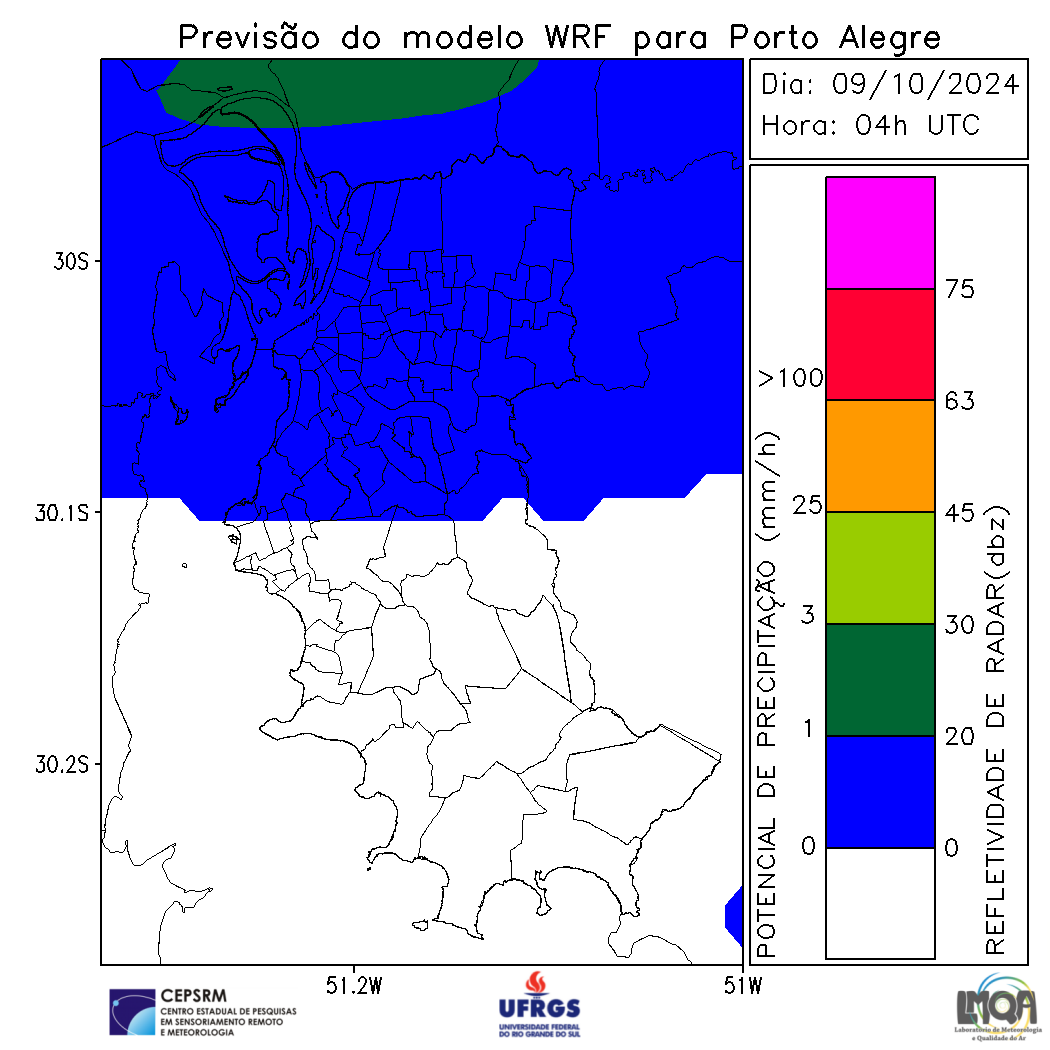 Previsão do modelo WRF para Porto Alegre
Dia: 09/10/2024
Hora: 04h UTC
30S
30.1S
30.2S
51.2W
51W
POTENCIAL DE PRECIPITAÇÃO (mm/h)
>100
25
3
1
0
75
63
45
30
20
0
REFLETIVIDADE DE RADAR(dbz)
CEPSRM
CENTRO ESTADUAL DE PESQUISAS
EM SENSORIAMENTO REMOTO
E METEOROLOGIA
UFRGS
UNIVERSIDADE FEDERAL
DO RIO GRANDE DO SUL
LMQA
Laboratório de Meteorologia
e Qualidade do Ar